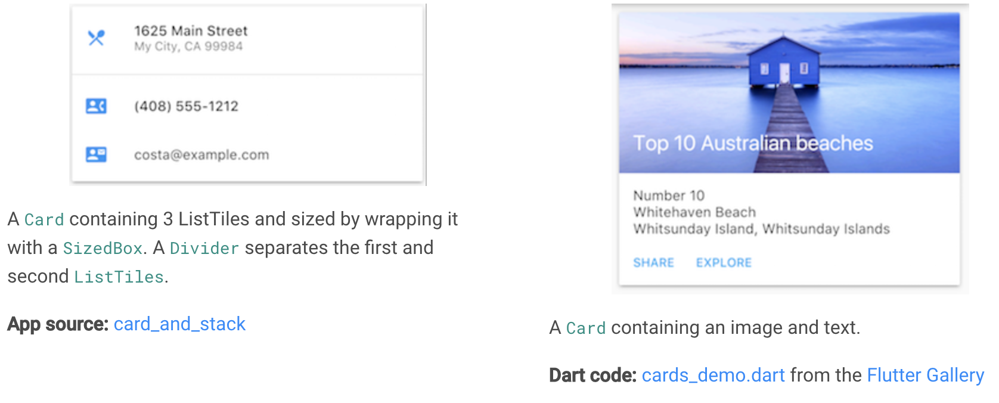 1625 Main Street
My City, CA 99984
(408) 555-1212
costa@example.com
A Card containing 3 ListTiles and sized by wrapping it
with a SizedBox. A Divider separates the first and
second ListTiles.
App source: card_and_stack
Top 10 Australian beaches
Number 10
Whitehaven Beach
Whitsunday Island, Whitsunday Islands
SHARE EXPLORE
A Card containing an image and text.
Dart code: cards_demo.dart from the Flutter Gallery